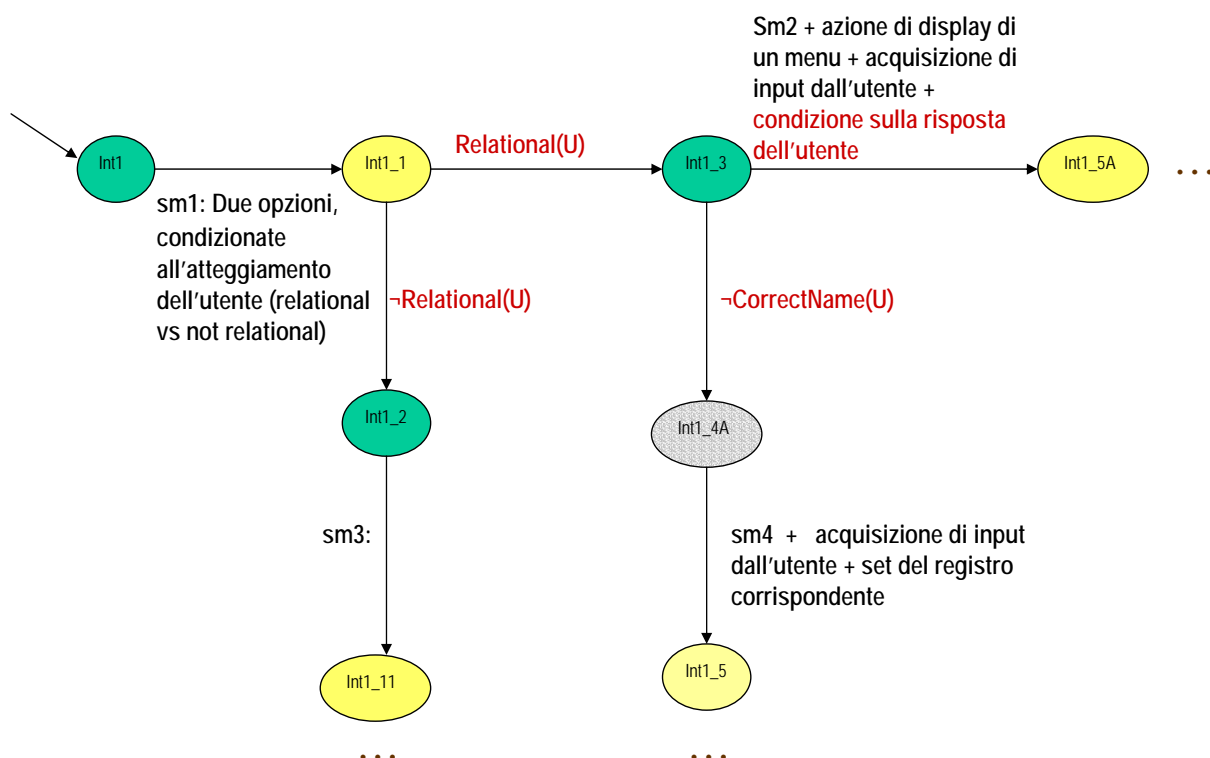 Sm2 + azione di display di
un menu + acquisizione di
input dall'utente +
condizione sulla risposta
dell'utente
Int1
Int1_1
Relational(U)
Int1_3
Int1_5A
...
sm1: Due opzioni,
condizionate
all'atteggiamento
dell'utente (relational
vs not relational)
¬Relational(U)
¬CorrectName(U)
Int1_2
Int1_4A
sm3:
sm4 + acquisizione di input
dall'utente + set del registro
corrispondente
Int1_11
Int1_5
...
...